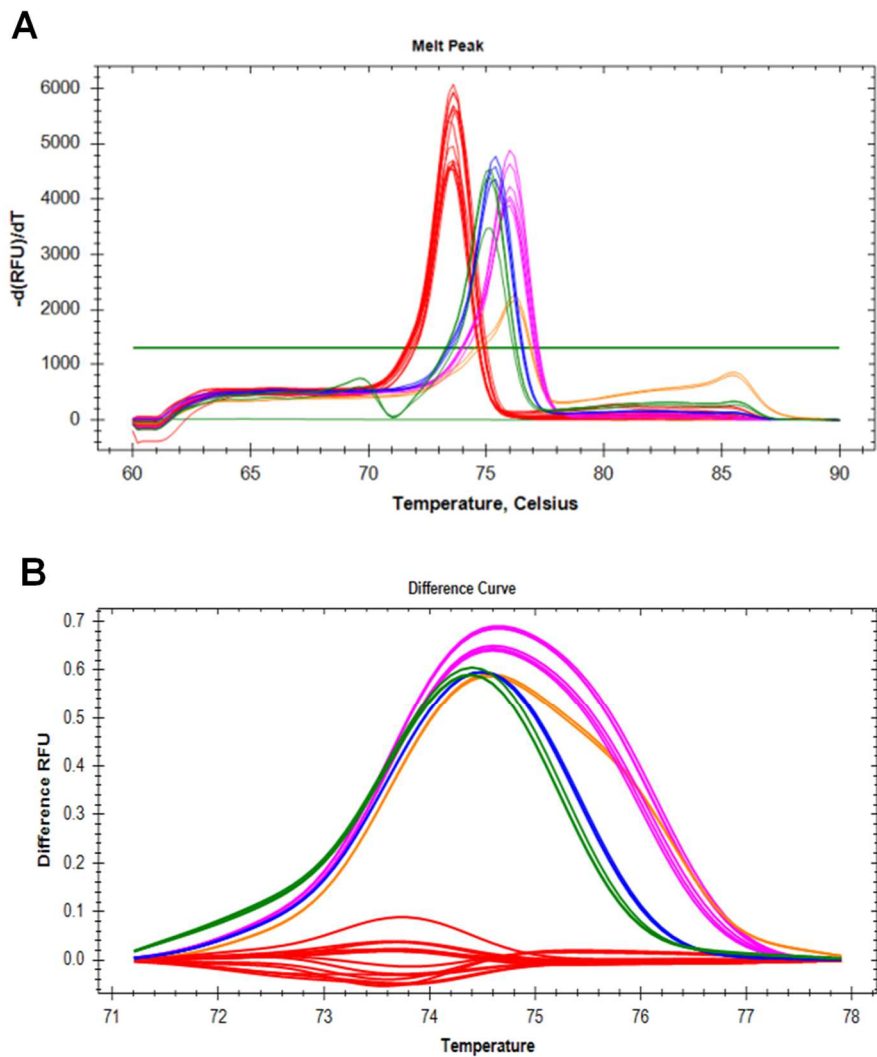 A
Melt Peak
-d(RFU)/dT
6000
5000
4000
3000
2000
1000
0
60 65 70 75 80 85 90
Temperature, Celsius
B
Difference Curve
Difference RFU
0.7
0.6
0.5
0.4
0.3
0.2
0.1
0.0
71 72 73 74 75 76 77 78
Temperature